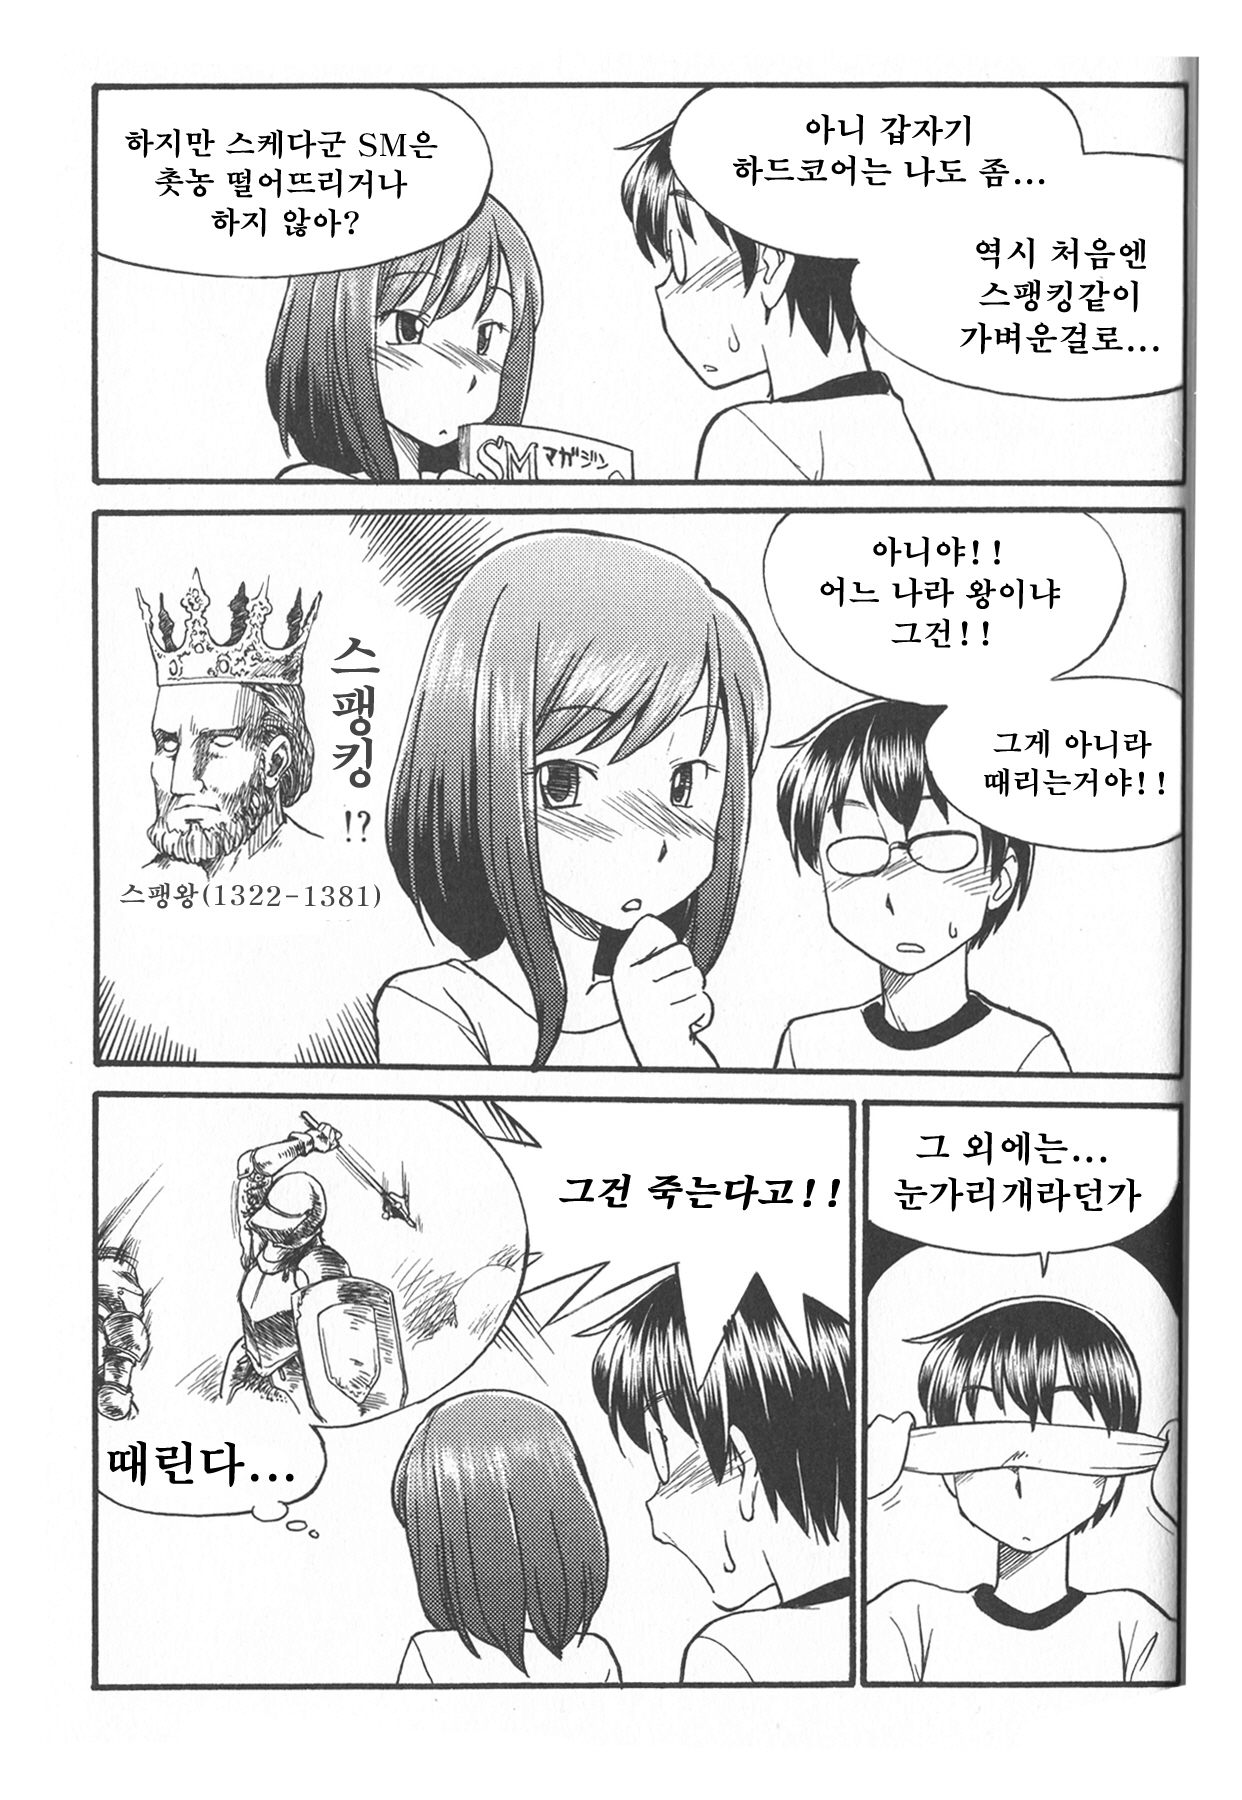 하지만 스케다군 SM은
촛농 떨어뜨리거나
하지 않아?
아니 갑자기
하드코어는 나도 좀...
역시 처음엔
스팽킹같이
가벼운걸로...
SM マガジン
스팽킹
!?
스팽왕(1322-1381)
아니야!!
어느 나라 왕이냐
그건!!
그게 아니라
때리는거야!!
때린다...
그건 죽는다고!!
그 외에는...
눈가리개라던가